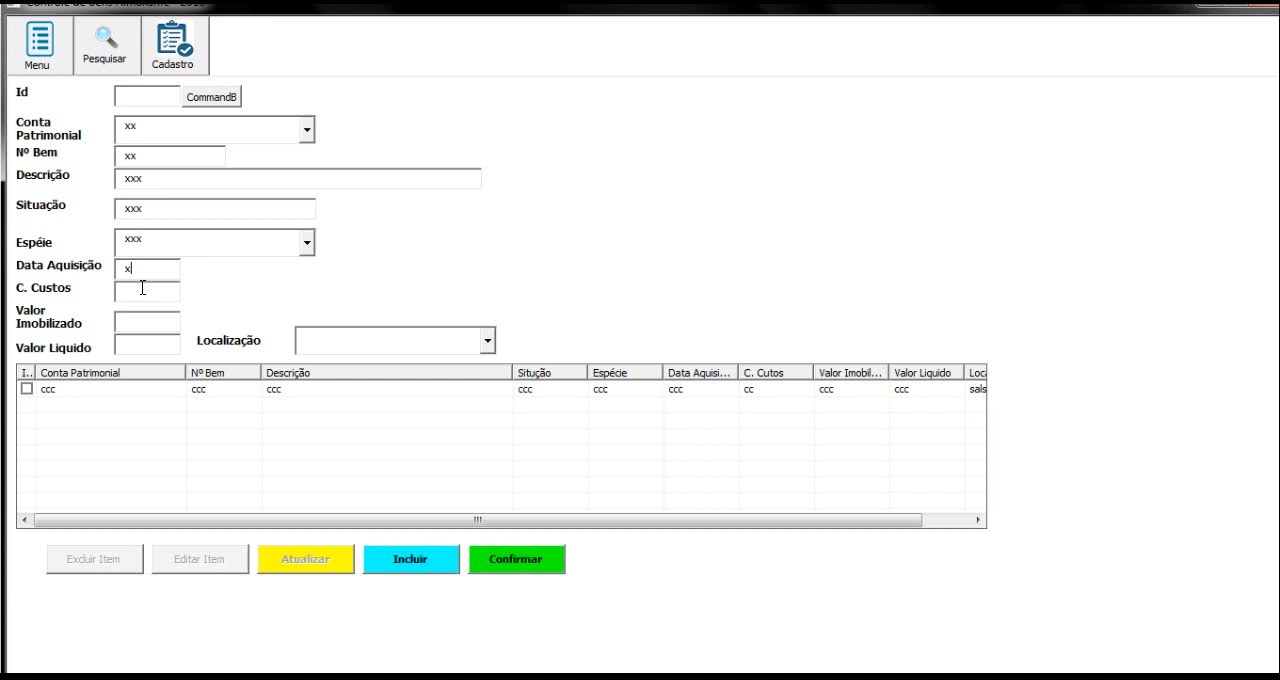 Menu
Pesquisar
Cadastro
Id
CommandB
Conta
Patrimonial
xx
Nº Bem
xx
Descrição
xxx
Situação
xxx
Espéie
xxx
Data Aquisição
x
C. Custos
Valor
Imobilizado
Valor Liquido
Localização
I.. Conta Patrimonial Nº Bem Descrição Situção Espécie Data Aquisi... C. Cutos Valor Imobil... Valor Liquido Loca
ccc ccc ccc ccc ccc ccc cc ccc ccc sals
Excluir Item Editar Item Atualizar Incluir Confirmar